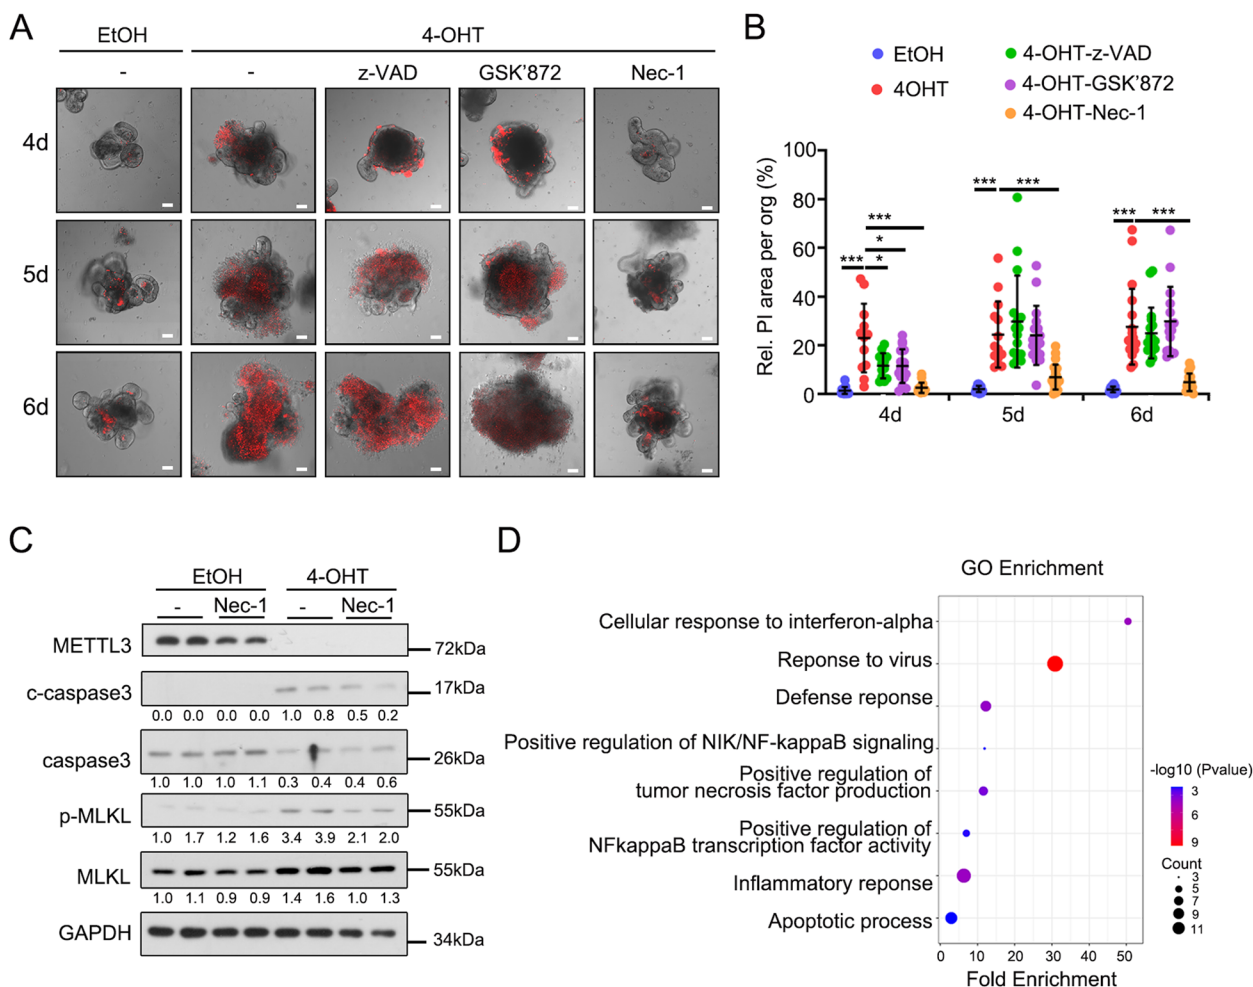 A
EtOH
4-OHT
-
-
z-VAD
GSK'872
Nec-1
4d
5d
6d
B
EtOH
4OHT
4-OHT-z-VAD
4-OHT-GSK'872
4-OHT-Nec-1
Rel. PI area per org (%)
100
80
60
40
20
0
***
*
*** *
*** ***
*** ***
4d 5d 6d
C
EtOH 4-OHT
- Nec-1 - Nec-1
METTL3 72kDa
c-caspase3 17kDa
0.0 0.0 0.0 0.0 1.0 0.8 0.5 0.2
caspase3 26kDa
1.0 1.0 1.0 1.1 0.3 0.4 0.4 0.6
p-MLKL 55kDa
1.0 1.7 1.2 1.6 3.4 3.9 2.1 2.0
MLKL 55kDa
1.0 1.1 0.9 0.9 1.4 1.6 1.0 1.3
GAPDH 34kDa
D
GO Enrichment
Cellular response to interferon-alpha
Reponse to virus
Defense reponse
Positive regulation of NIK/NF-kappaB signaling
Positive regulation of
tumor necrosis factor production
Positive regulation of
NFkappaB transcription factor activity
Inflammatory reponse
Apoptotic process
0 10 20 30 40 50
Fold Enrichment
-log10 (Pvalue)
3
6
9
Count
3
5
7
9
11